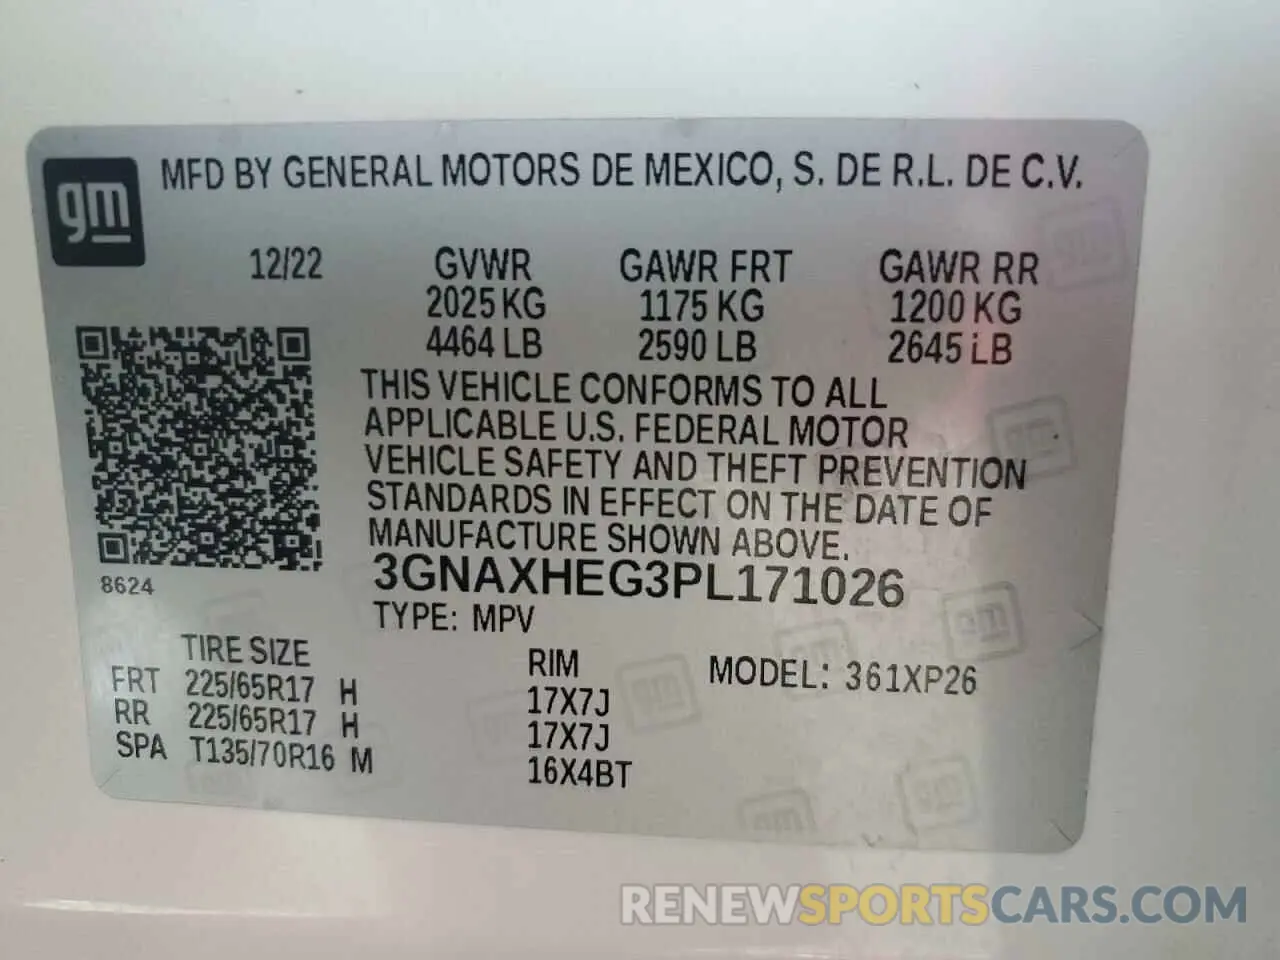 gm
MFD BY GENERAL MOTORS DE MEXICO, S. DE R.L. DE C.V.
12/22 GVWR GAWR FRT GAWR RR
2025 KG 1175 KG 1200 KG
4464 LB 2590 LB 2645 LB
THIS VEHICLE CONFORMS TO ALL
APPLICABLE U.S. FEDERAL MOTOR
VEHICLE SAFETY AND THEFT PREVENTION
STANDARDS IN EFFECT ON THE DATE OF
MANUFACTURE SHOWN ABOVE.
3GNAXHEG3PL171026
8624
TYPE: MPV
TIRE SIZE RIM MODEL: 361XP26
FRT 225/65R17 H 17X7J
RR 225/65R17 H 17X7J
SPA T135/70R16 M 16X4BT
RENEWSPORTSCARS.COM